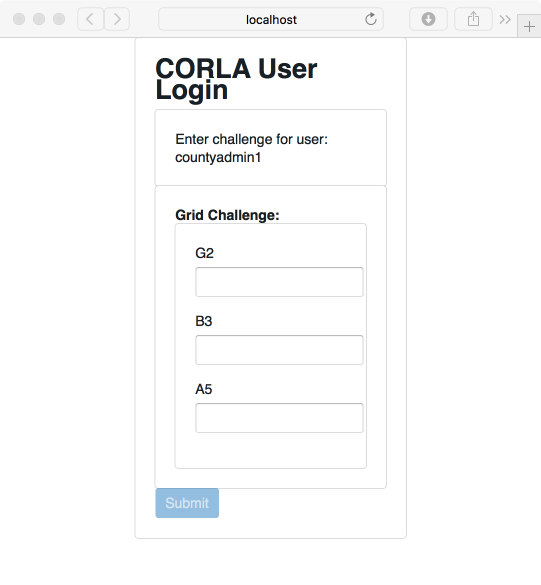 localhost
CORLA User
Login
Enter challenge for user:
countyadmin1
Grid Challenge:
G2
B3
A5
Submit